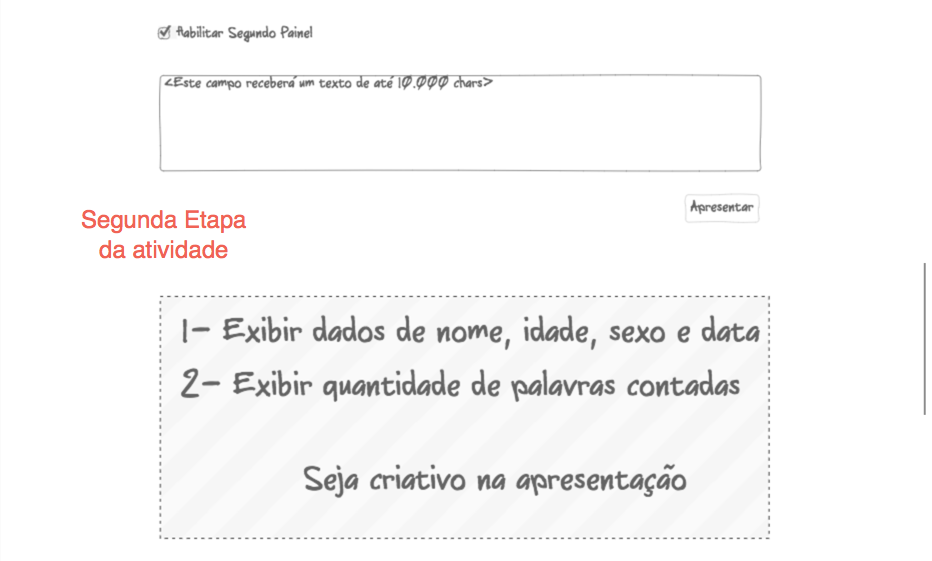 Habilitar Segundo Painel
<Este campo receberá um texto de até 10.000 chars>
Apresentar
Segunda Etapa
da atividade
1- Exibir dados de nome, idade, sexo e data
2- Exibir quantidade de palavras contadas
Seja criativo na apresentação